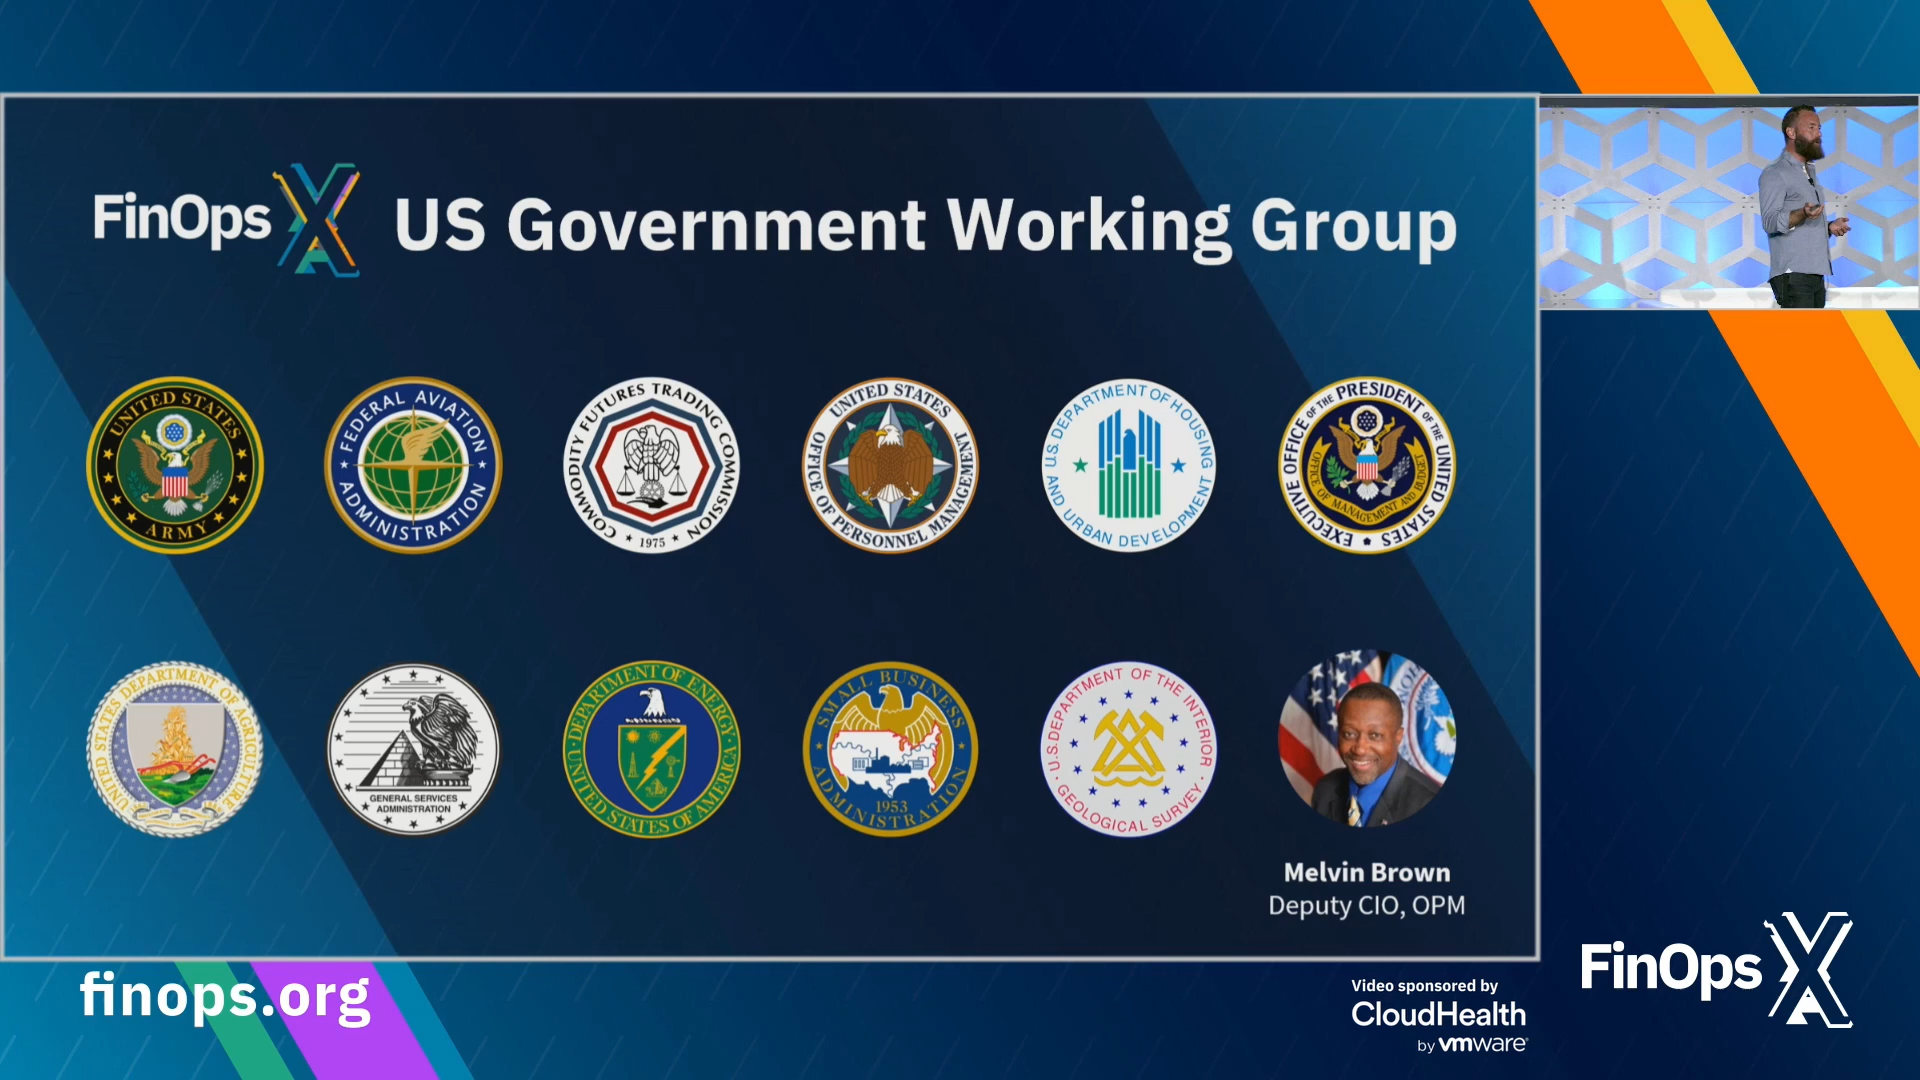 FinOps X US Government Working Group
UNITED STATES ARMY
FEDERAL AVIATION ADMINISTRATION
COMMODITY FUTURES TRADING COMMISSION 1975
UNITED STATES OFFICE OF PERSONNEL MANAGEMENT
U.S. DEPARTMENT OF HOUSING AND URBAN DEVELOPMENT
EXECUTIVE OFFICE OF THE PRESIDENT OF THE UNITED STATES
OFFICE OF MANAGEMENT AND BUDGET
UNITED STATES DEPARTMENT OF AGRICULTURE
GENERAL SERVICES
ADMINISTRATION
DEPARTMENT OF ENERGY UNITED STATES OF AMERICA
SMALL BUSINESS ADMINISTRATION
1953
U.S. DEPARTMENT OF THE INTERIOR GEOLOGICAL SURVEY
Melvin Brown
Deputy CIO, OPM
finops.org
Video sponsored by
CloudHealth
by vmware
FinOps X